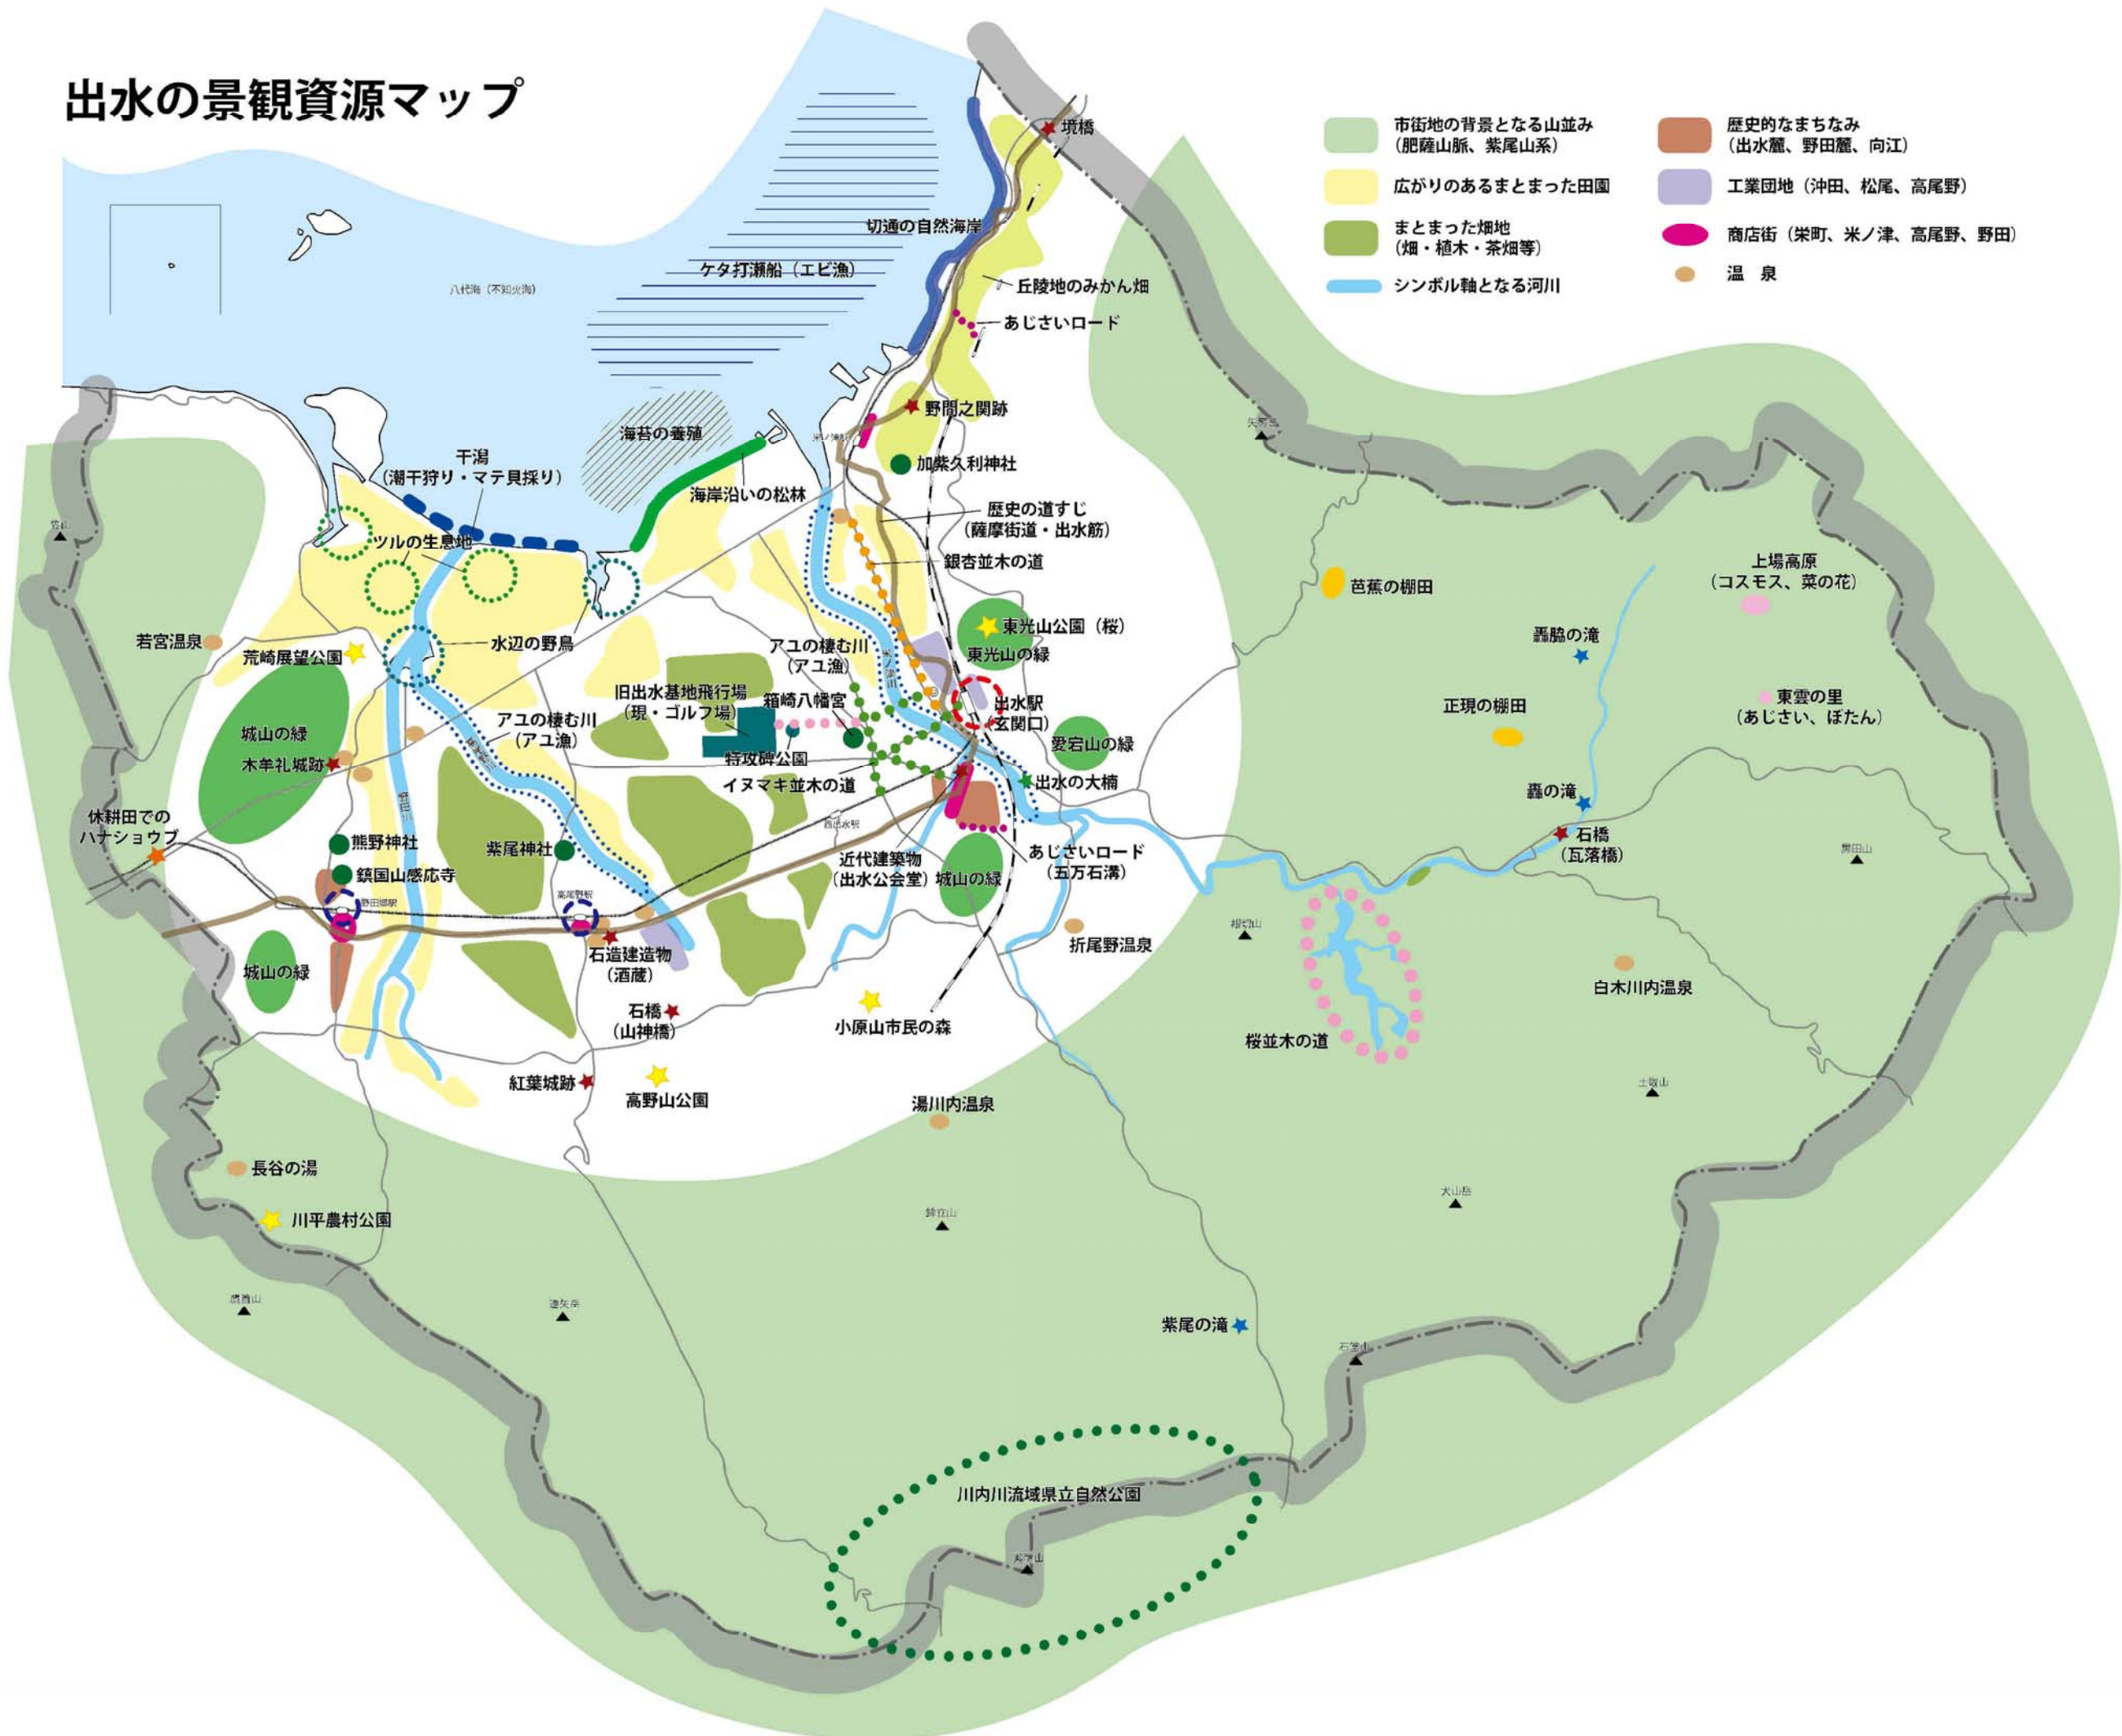 出水の景観資源マップ
市街地の背景となる山並み
(肥薩山脈、紫尾山系)
広がりのあるまとまった田園
まとまった畑地
(畑・植木・茶畑等)
シンボル軸となる河川
歴史的なまちなみ
(出水麓、野田麓、向江)
工業団地(沖田、松尾、高尾野)
商店街(栄町、米ノ津、高尾野、野田)
温 泉
境橋
切通の自然海岸
ケタ打瀬船(エビ漁)
八代海(不知火海)
丘陵地のみかん畑
あじさいロード
野間之関跡
海苔の養殖
加紫久利神社
干潟
(潮干狩り・マテ貝採り)
海岸沿いの松林
歴史の道すじ
(薩摩街道・出水筋)
ツルの生息地
銀杏並木の道
芭蕉の棚田
上場高原
(コスモス、菜の花)
東光山公園(桜)
東光山の緑
轟脇の滝
若宮温泉
荒崎展望公園
水辺の野鳥
アユの棲む川
(アユ漁)
旧出水基地飛行場
(現・ゴルフ場)
箱崎八幡宮
出水駅
(玄関口)
正現の棚田
東雲の里
(あじさい、ぼたん)
城山の緑
アユの棲む川
(アユ漁)
愛宕山の緑
木牟礼城跡
特攻碑公園
イヌマキ並木の道
出水の大楠
轟の滝
休耕田での
ハナショウブ
西出水駅
石橋
(瓦落橋)
熊野神社
紫尾神社
近代建築物
(出水公会堂)
城山の緑
あじさいロード
(五万石溝)
鎮国山感応寺
野田郷駅
高尾野駅
折尾野温泉
城山の緑
石造建造物
(酒蔵)
白木川内温泉
石橋
(山神橋)
小原山市民の森
桜並木の道
紅葉城跡
高野山公園
湯川内温泉
長谷の湯
川平農村公園
紫尾の滝
川内川流域県立自然公園